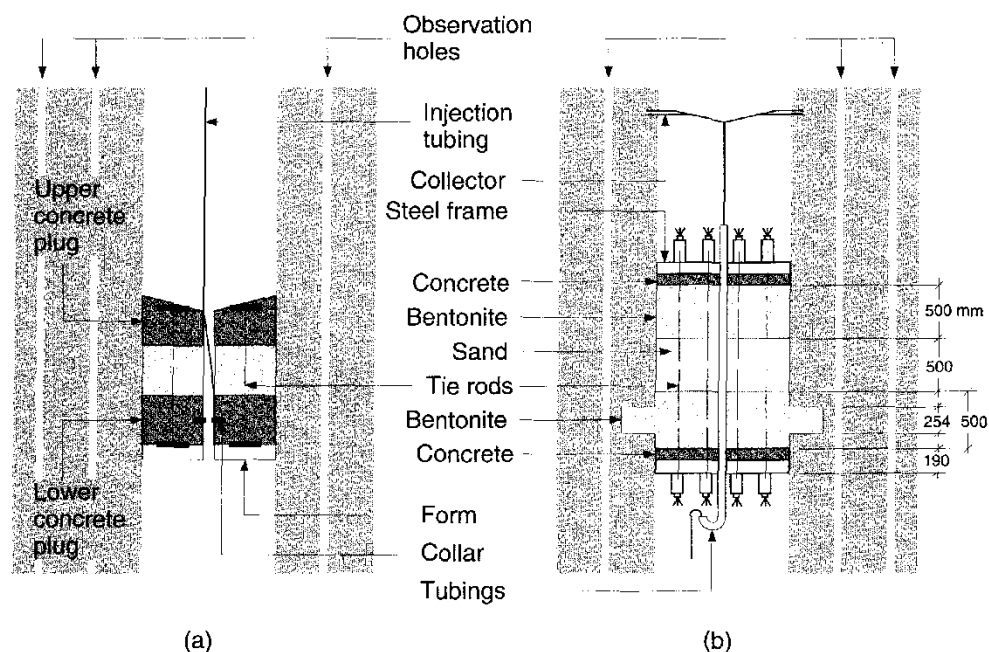 Observation
holes
Injection
tubing
Collector
Steel frame
Upper
concrete
plug
Concrete
Bentonite
500 mm
Sand
500
Tie rods
Bentonite
254
500
Concrete
190
Lower
concrete
plug
Form
Collar
Tubings
(a)
(b)